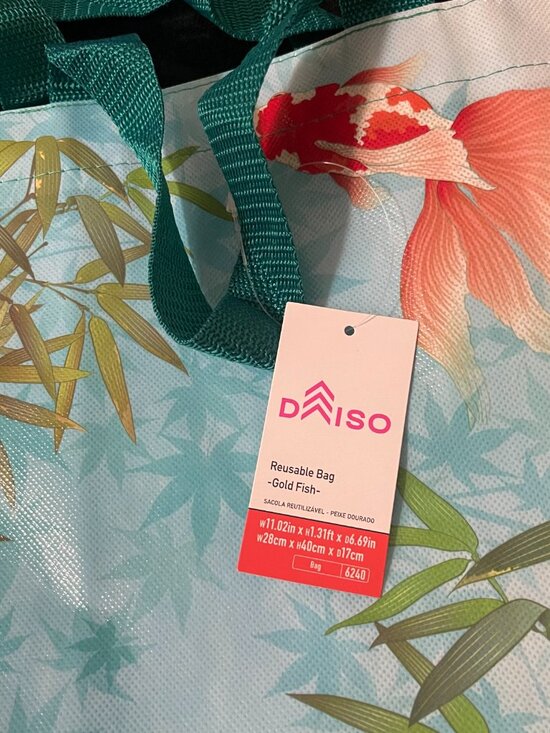 DAISO
Reusable Bag
-Gold Fish-
SACOLA REUTILIZÁVEL - PEIXE DOURADO
W11.02in x H1.31ft x D6.69in
W28cm x H40cm x D17cm
Bag 6240